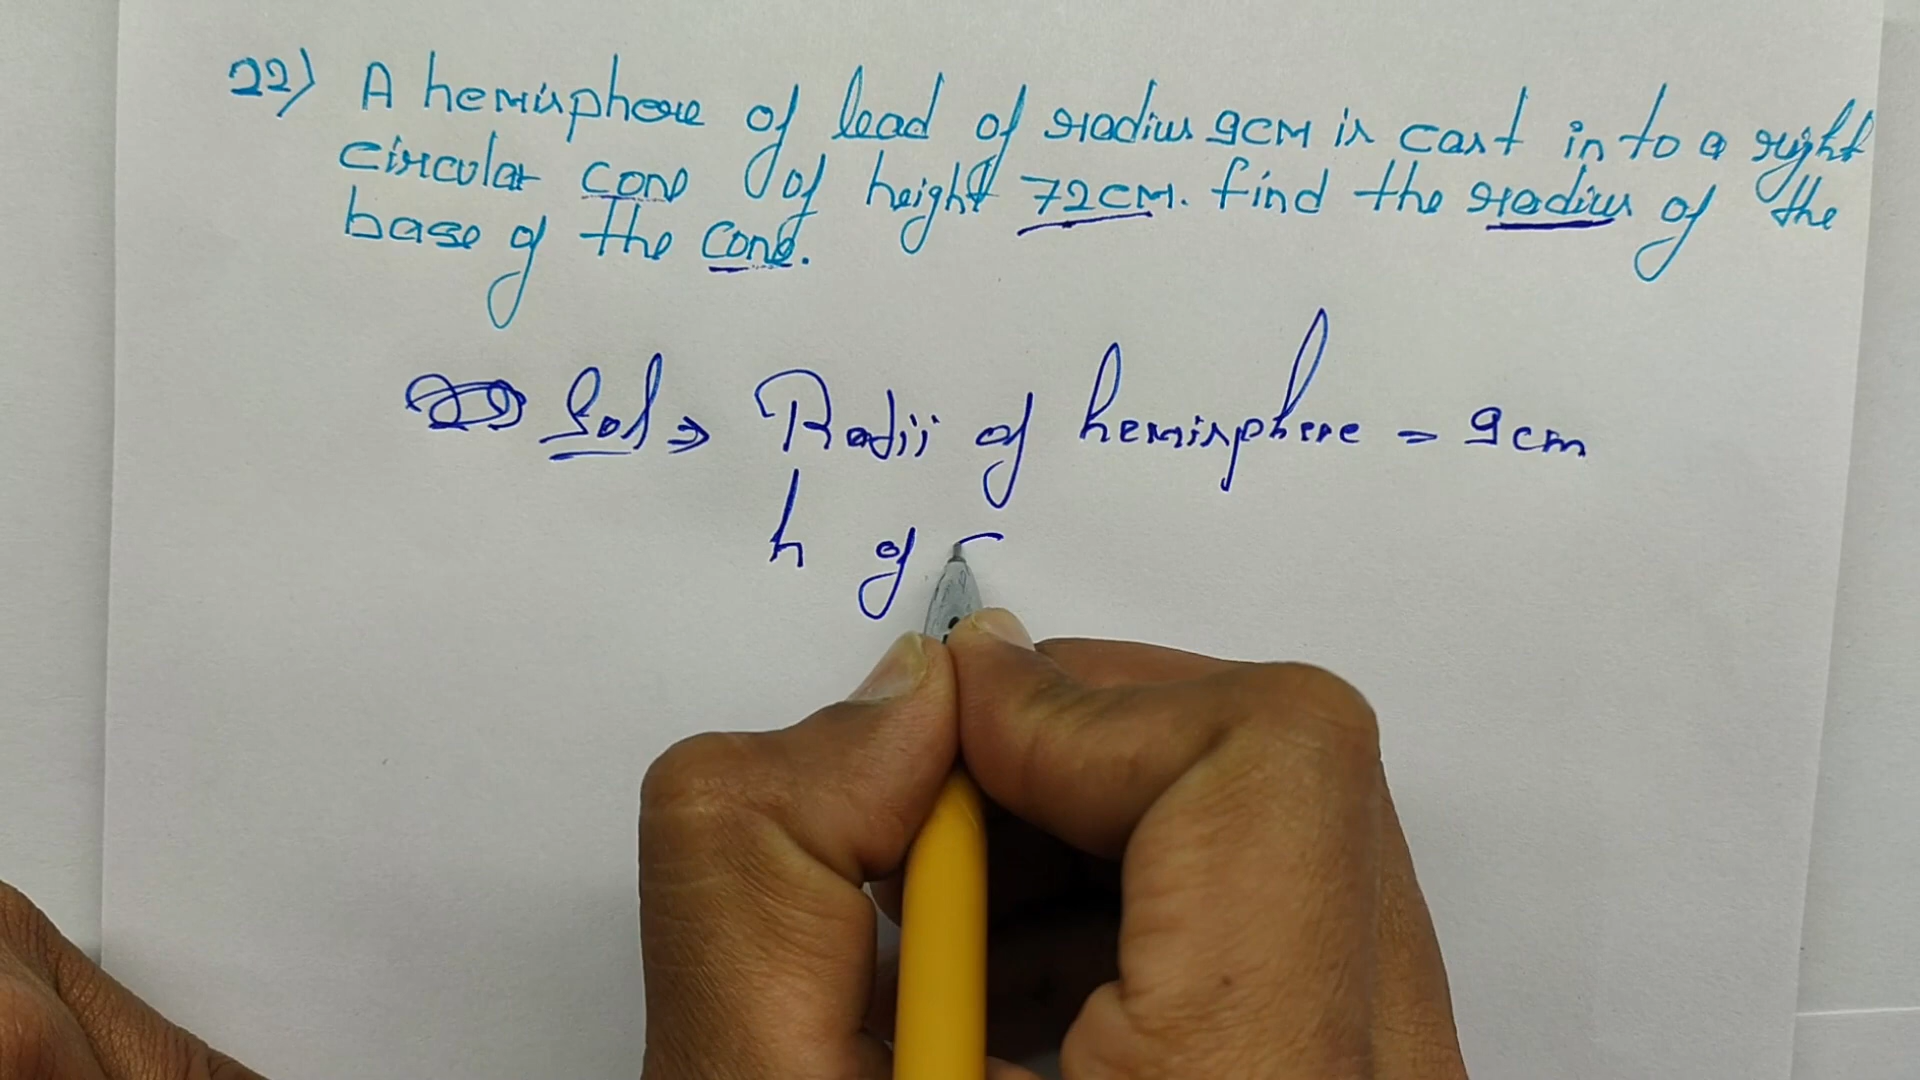 22) A hemisphere of lead of radius 9cm is cast in to a right
circular cone of height 72cm. find the radius of the
base of the cone.
Sol ⇒ Radii of hemisphere = 9cm
h of